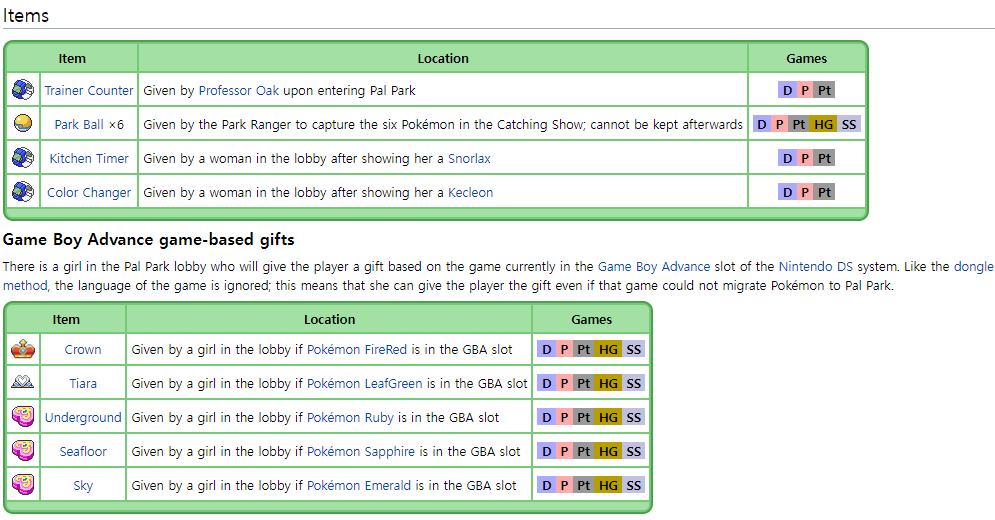 Items
Item Location Games
Trainer Counter Given by Professor Oak upon entering Pal Park D P Pt
Park Ball ×6 Given by the Park Ranger to capture the six Pokémon in the Catching Show; cannot be kept afterwards D P Pt HG SS
Kitchen Timer Given by a woman in the lobby after showing her a Snorlax D P Pt
Color Changer Given by a woman in the lobby after showing her a Kecleon D P Pt
Game Boy Advance game-based gifts
There is a girl in the Pal Park lobby who will give the player a gift based on the game currently in the Game Boy Advance slot of the Nintendo DS system. Like the dongle
method, the language of the game is ignored; this means that she can give the player the gift even if that game could not migrate Pokémon to Pal Park.
Item Location Games
Crown Given by a girl in the lobby if Pokémon FireRed is in the GBA slot D P Pt HG SS
Tiara Given by a girl in the lobby if Pokémon LeafGreen is in the GBA slot D P Pt HG SS
Underground Given by a girl in the lobby if Pokémon Ruby is in the GBA slot D P Pt HG SS
Seafloor Given by a girl in the lobby if Pokémon Sapphire is in the GBA slot D P Pt HG SS
Sky Given by a girl in the lobby if Pokémon Emerald is in the GBA slot D P Pt HG SS